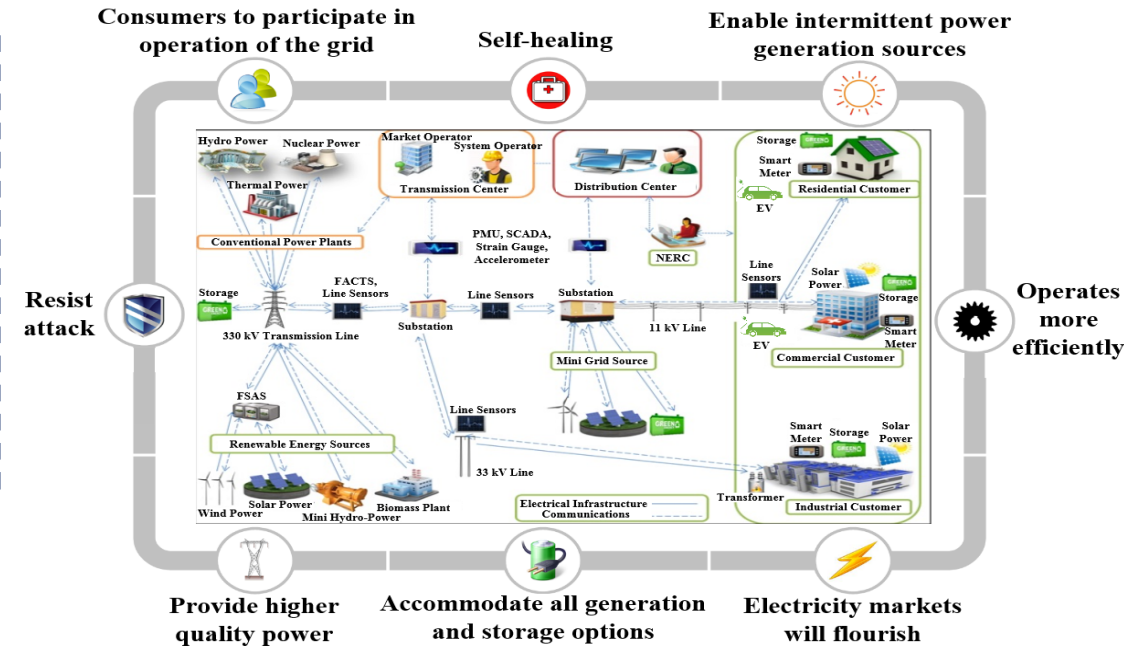 Consumers to participate in
operation of the grid
Self-healing
Enable intermittent power
generation sources
Resist
attack
Operates
more
efficiently
Hydro Power
Nuclear Power
Thermal Power
Conventional Power Plants
Market Operator
System Operator
Transmission Center
Distribution Center
Storage
Smart
Meter
EV
Residential Customer
PMU, SCADA,
Strain Gauge,
Accelerometer
NERC
Storage
FACTS,
Line Sensors
330 kV Transmission Line
Substation
Line Sensors
Substation
11 kV Line
Line
Sensors
Solar
Power
Storage
Smart
Meter
EV
Commercial Customer
Mini Grid Source
FSAS
Renewable Energy Sources
Wind Power
Solar Power
Mini Hydro-Power
Biomass Plant
Line Sensors
33 kV Line
Smart
Meter
Storage
Solar
Power
Transformer
Industrial Customer
Electrical Infrastructure
Communications
Provide higher
quality power
Accommodate all generation
and storage options
Electricity markets
will flourish